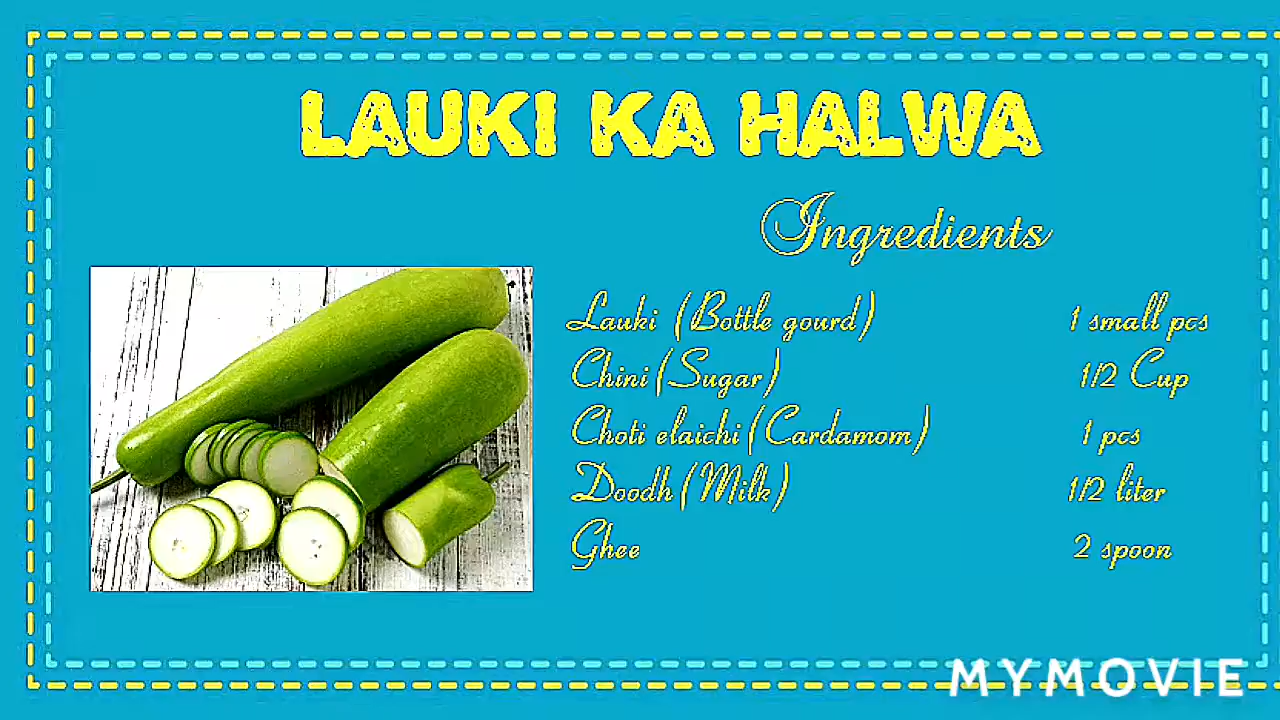 LAUKI KA HALWA
Ingredients
Lauki (Bottle gourd) 1 small pcs
Chini(Sugar) 1/2 Cup
Choti elaichi(Cardamom) 1 pcs
Doodh(Milk) 1/2 liter
Ghee 2 spoon
MYMOVIE